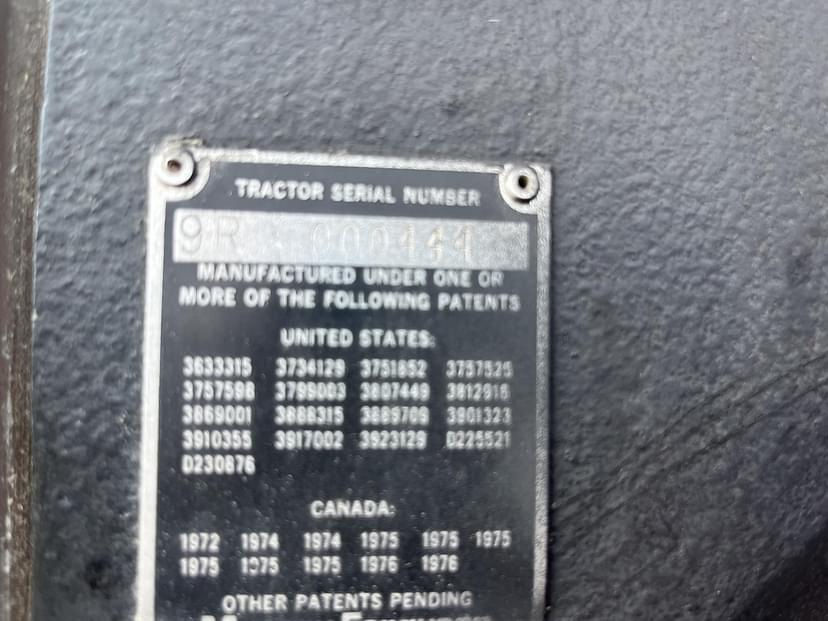 TRACTOR SERIAL NUMBER
9R 000444
MANUFACTURED UNDER ONE OR
MORE OF THE FOLLOWING PATENTS
UNITED STATES:
3633315 3734129 3751852 3757525
3757598 3799003 3807449 3812916
3869001 3888315 3889709 3901323
3910355 3917002 3923129 D225521
D230876
CANADA:
1972 1974 1974 1975 1975 1975
1975 1975 1975 1976 1976
OTHER PATENTS PENDING